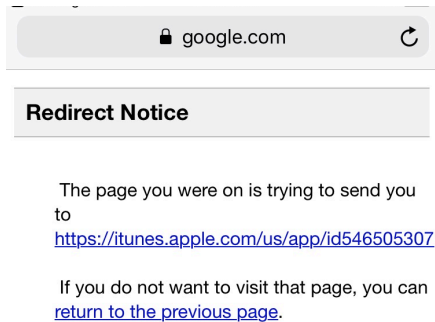 google.com
Redirect Notice
The page you were on is trying to send you
to
https://itunes.apple.com/us/app/id546505307
If you do not want to visit that page, you can
return to the previous page.